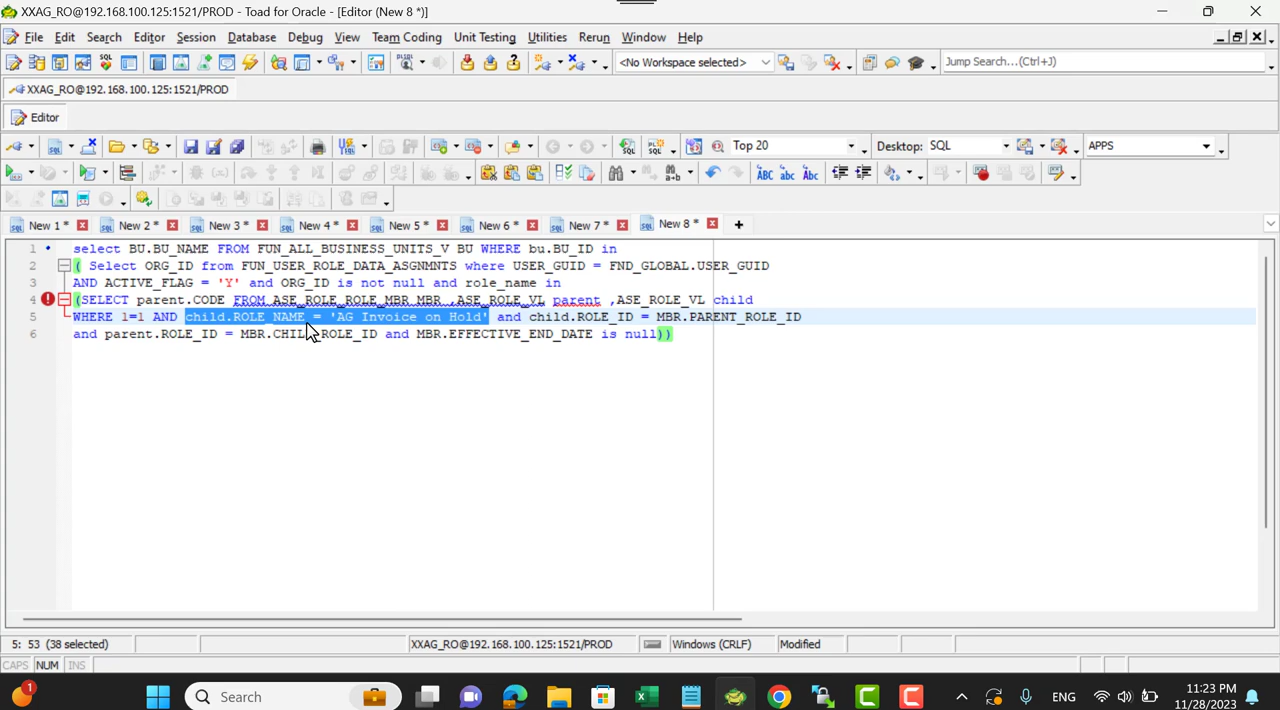 XXAG_RO@192.168.100.125:1521/PROD - Toad for Oracle - [Editor (New 8 *)]
File Edit Search Editor Session Database Debug View Team Coding Unit Testing Utilities Rerun Window Help
<No Workspace selected> Jump Search...(Ctrl+J)
XXAG_RO@192.168.100.125:1521/PROD
Editor
Top 20 Desktop: SQL APPS
New 1 * New 2 * New 3 * New 4 * New 5 * New 6 * New 7 * New 8 *
1 select BU.BU_NAME FROM FUN_ALL_BUSINESS_UNITS_V BU WHERE bu.BU_ID in
2 ( Select ORG_ID from FUN_USER_ROLE_DATA_ASGNMNTS where USER_GUID = FND_GLOBAL.USER_GUID
3 AND ACTIVE_FLAG = 'Y' and ORG_ID is not null and role_name in
4 (SELECT parent.CODE FROM ASE_ROLE_ROLE_MBR MBR ,ASE_ROLE_VL parent ,ASE_ROLE_VL child
5 WHERE 1=1 AND child.ROLE_NAME = 'AG Invoice on Hold' and child.ROLE_ID = MBR.PARENT_ROLE_ID
6 and parent.ROLE_ID = MBR.CHILD_ROLE_ID and MBR.EFFECTIVE_END_DATE is null))
5: 53 (38 selected) XXAG_RO@192.168.100.125:1521/PROD Windows (CRLF) Modified
CAPS NUM INS
1 Search ENG 11:23 PM
11/28/2023